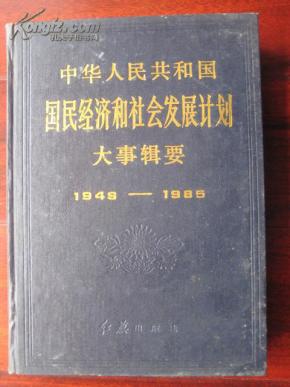 中华人民共和国
国民经济和社会发展计划
大事辑要
1949 — 1985
红旗出版社